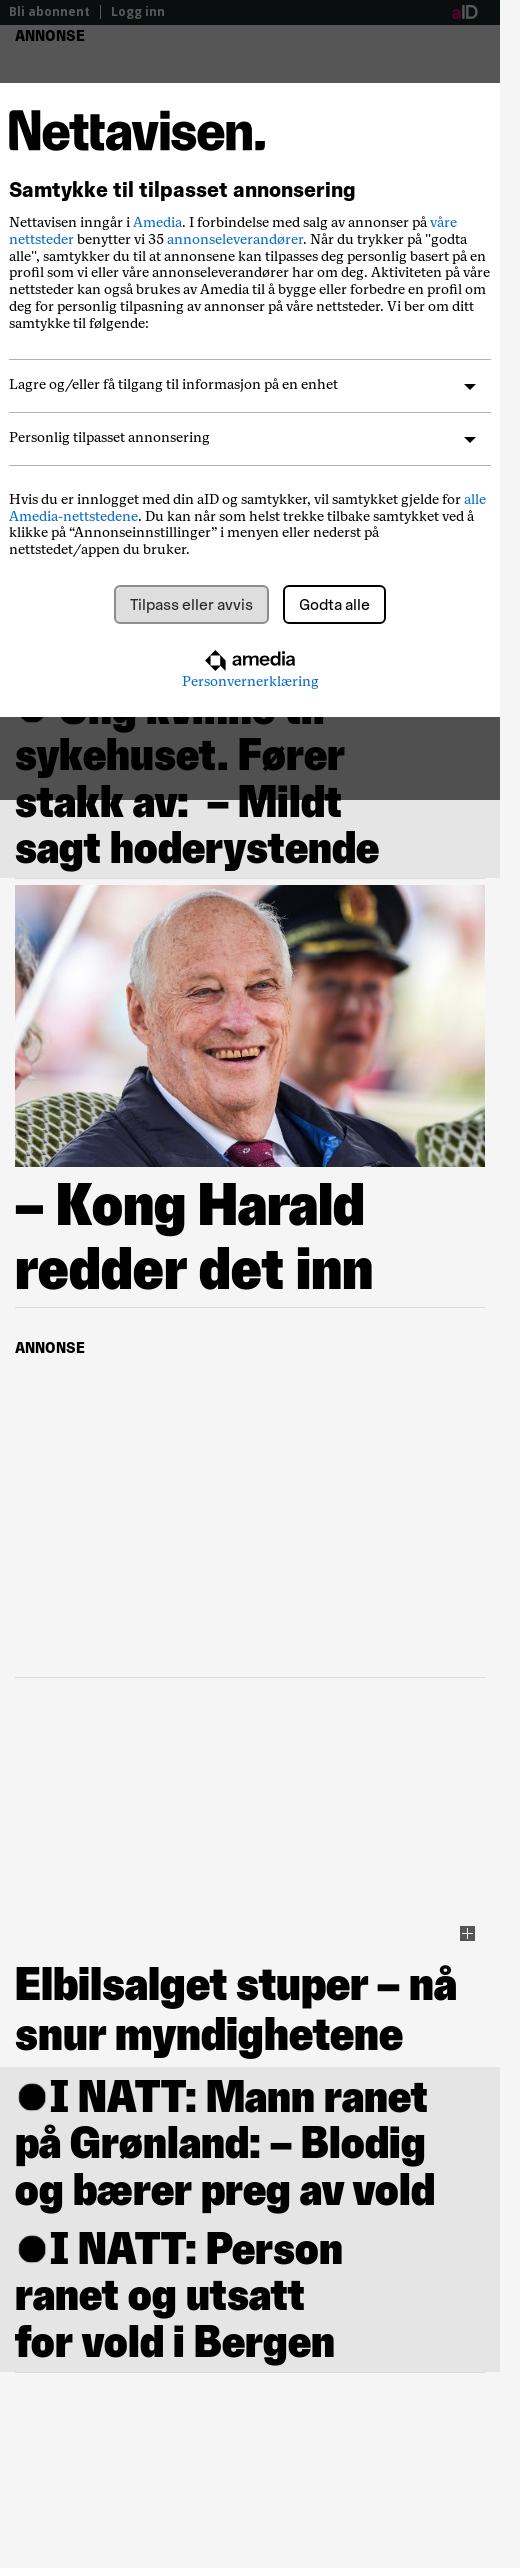 Bli abonnent | Logg inn
aID
ANNONSE
Nettavisen.
Samtykke til tilpasset annonsering
Nettavisen inngår i Amedia. I forbindelse med salg av annonser på våre
nettsteder benytter vi 35 annonseleverandører. Når du trykker på "godta
alle", samtykker du til at annonsene kan tilpasses deg personlig basert på en
profil som vi eller våre annonseleverandører har om deg. Aktiviteten på våre
nettsteder kan også brukes av Amedia til å bygge eller forbedre en profil om
deg for personlig tilpasning av annonser på våre nettsteder. Vi ber om ditt
samtykke til følgende:
Lagre og/eller få tilgang til informasjon på en enhet
Personlig tilpasset annonsering
Hvis du er innlogget med din aID og samtykker, vil samtykket gjelde for alle
Amedia-nettstedene. Du kan når som helst trekke tilbake samtykket ved å
klikke på “Annonseinnstillinger” i menyen eller nederst på
nettstedet/appen du bruker.
Tilpass eller avvis
Godta alle
amedia
Personvernerklæring
sykehuset. Fører
stakk av: – Mildt
sagt hoderystende
– Kong Harald
redder det inn
ANNONSE
Elbilsalget stuper – nå
snur myndighetene
●I NATT: Mann ranet
på Grønland: – Blodig
og bærer preg av vold
●I NATT: Person
ranet og utsatt
for vold i Bergen